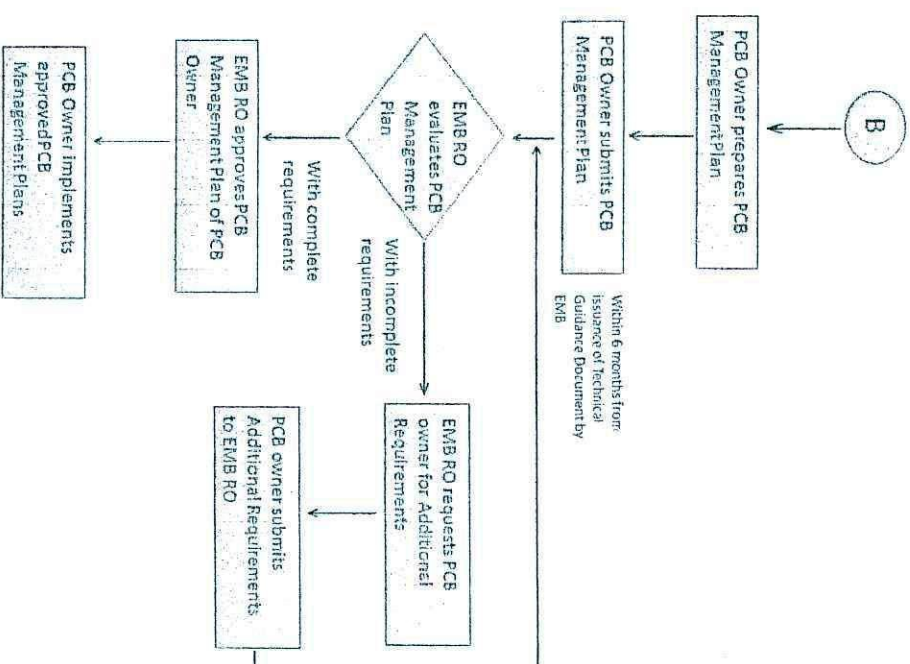 B
PCB Owner prepares PCB
Management Plan
PCB Owner submits PCB
Management Plan
Within 6 months from
issuance of Technical
Guidance Document by
EMB
EMB RO
evaluates PCB
Management
Plan
With incomplete
requirements
EMB RO requests PCB
owner for Additional
Requirements
PCB owner submits
Additional Requirements
to EMB RO
With complete
requirements
EMB RO approves PCB
Management Plan of PCB
Owner
PCB Owner implements
approved PCB
Management Plans